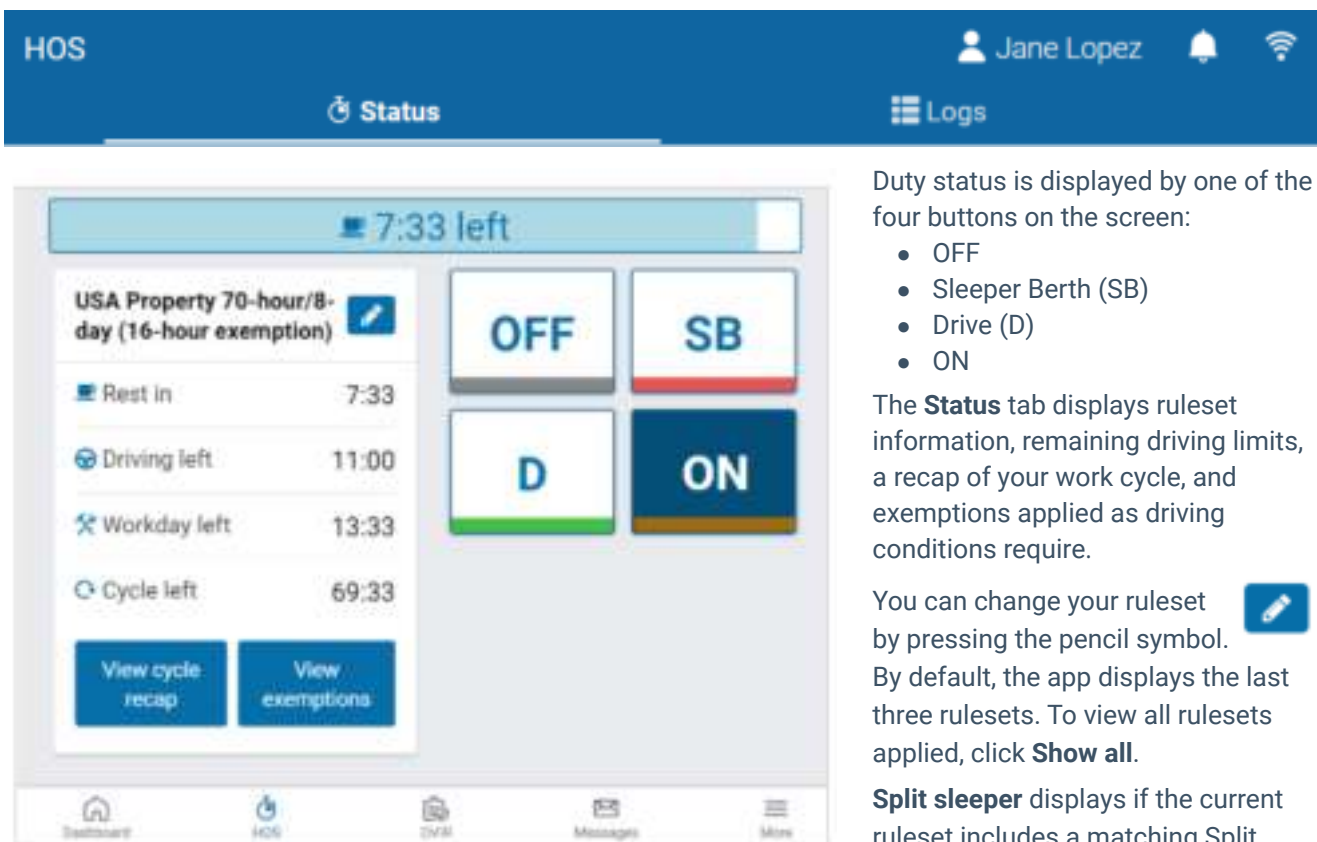 HOS
Jane Lopez
Status
Logs
7:33 left
USA Property 70-hour/8-
day (16-hour exemption)
Rest in 7:33
Driving left 11:00
Workday left 13:33
Cycle left 69:33
View cycle
recap
View
exemptions
OFF
SB
D
ON
Dashboard
HOS
DVIR
Messages
More
Duty status is displayed by one of the
four buttons on the screen:
● OFF
● Sleeper Berth (SB)
● Drive (D)
● ON
The Status tab displays ruleset
information, remaining driving limits,
a recap of your work cycle, and
exemptions applied as driving
conditions require.
You can change your ruleset
by pressing the pencil symbol.
By default, the app displays the last
three rulesets. To view all rulesets
applied, click Show all.
Split sleeper displays if the current
ruleset includes a matching Split